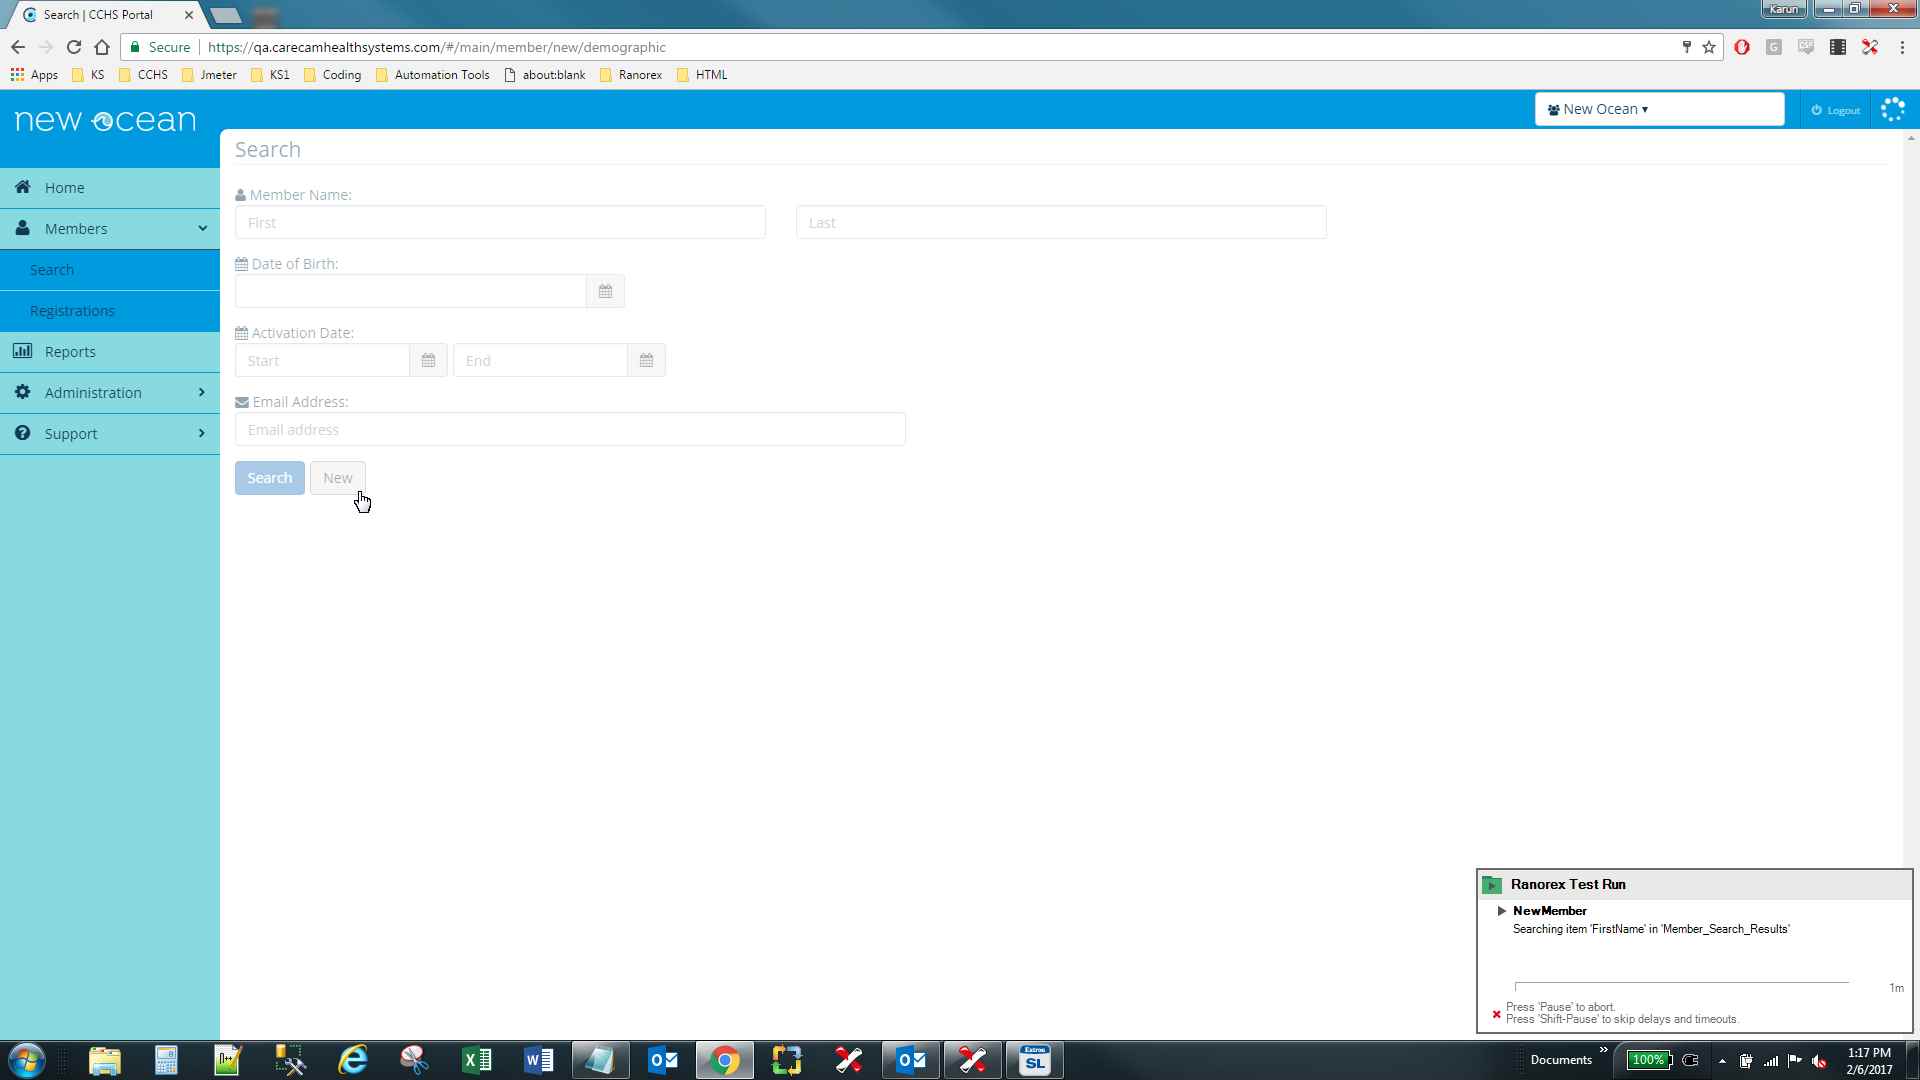 Search | CCHS Portal
Karun
Secure
https://qa.carecamhealthsystems.com/#/main/member/new/demographic
Apps KS CCHS Jmeter KS1 Coding Automation Tools about:blank Ranorex HTML
new ocean
New Ocean
Logout
Search
Home
Members
Search
Registrations
Reports
Administration
Support
Member Name:
First Last
Date of Birth:
Activation Date:
Start End
Email Address:
Email address
Search New
Ranorex Test Run
NewMember
Searching item 'FirstName' in 'Member_Search_Results'
1m
Press 'Pause' to abort.
Press 'Shift-Pause' to skip delays and timeouts.
Documents
100%
1:17 PM
2/6/2017
Extras
SL